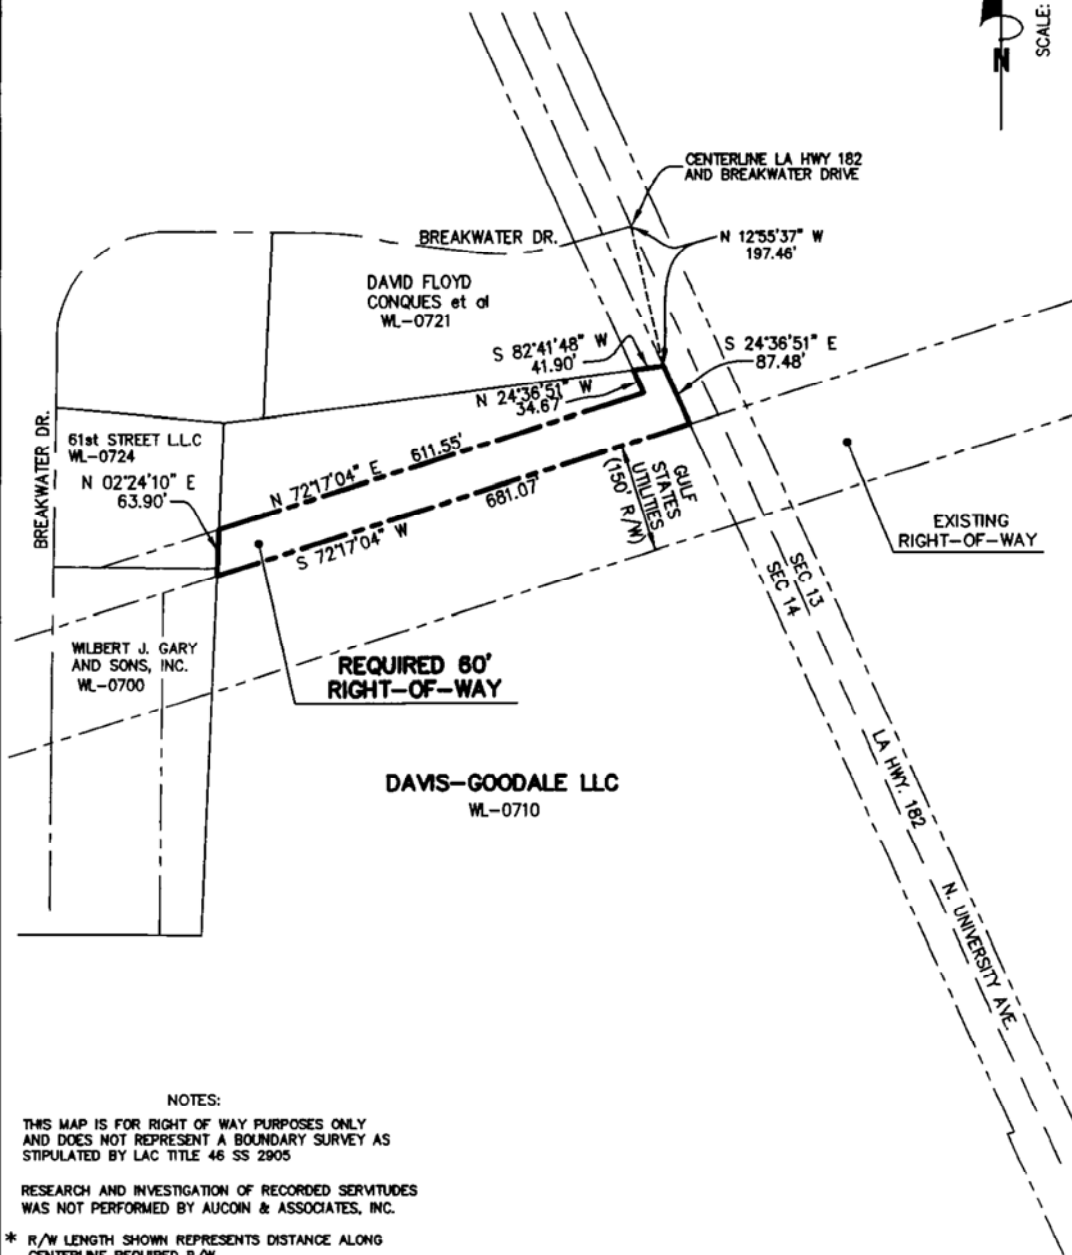 SCALE:
N
CENTERLINE LA HWY 182
AND BREAKWATER DRIVE
BREAKWATER DR.
N 12°55'37" W
197.46'
DAVID FLOYD
CONQUES et al
WL-0721
S 82°41'48" W
41.90'
S 24°36'51" E
87.48'
N 24°36'51" W
34.67'
61st STREET L.L.C
WL-0724
N 02°24'10" E
63.90'
BREAKWATER DR.
N 72°17'04" E
611.55'
S 72°17'04" W
681.07'
GULF
STATES
UTILITIES
(150' R/W)
EXISTING
RIGHT-OF-WAY
SEC 13
SEC 14
WILBERT J. GARY
AND SONS, INC.
WL-0700
REQUIRED 60'
RIGHT-OF-WAY
DAVIS-GOODALE LLC
WL-0710
LA HWY. 182
N. UNIVERSITY AVE.
NOTES:
THIS MAP IS FOR RIGHT OF WAY PURPOSES ONLY
AND DOES NOT REPRESENT A BOUNDARY SURVEY AS
STIPULATED BY LAC TITLE 46 SS 2905
RESEARCH AND INVESTIGATION OF RECORDED SERVITUDES
WAS NOT PERFORMED BY AUCOIN & ASSOCIATES, INC.
* R/W LENGTH SHOWN REPRESENTS DISTANCE ALONG
CENTERLINE REQUIRED R/W